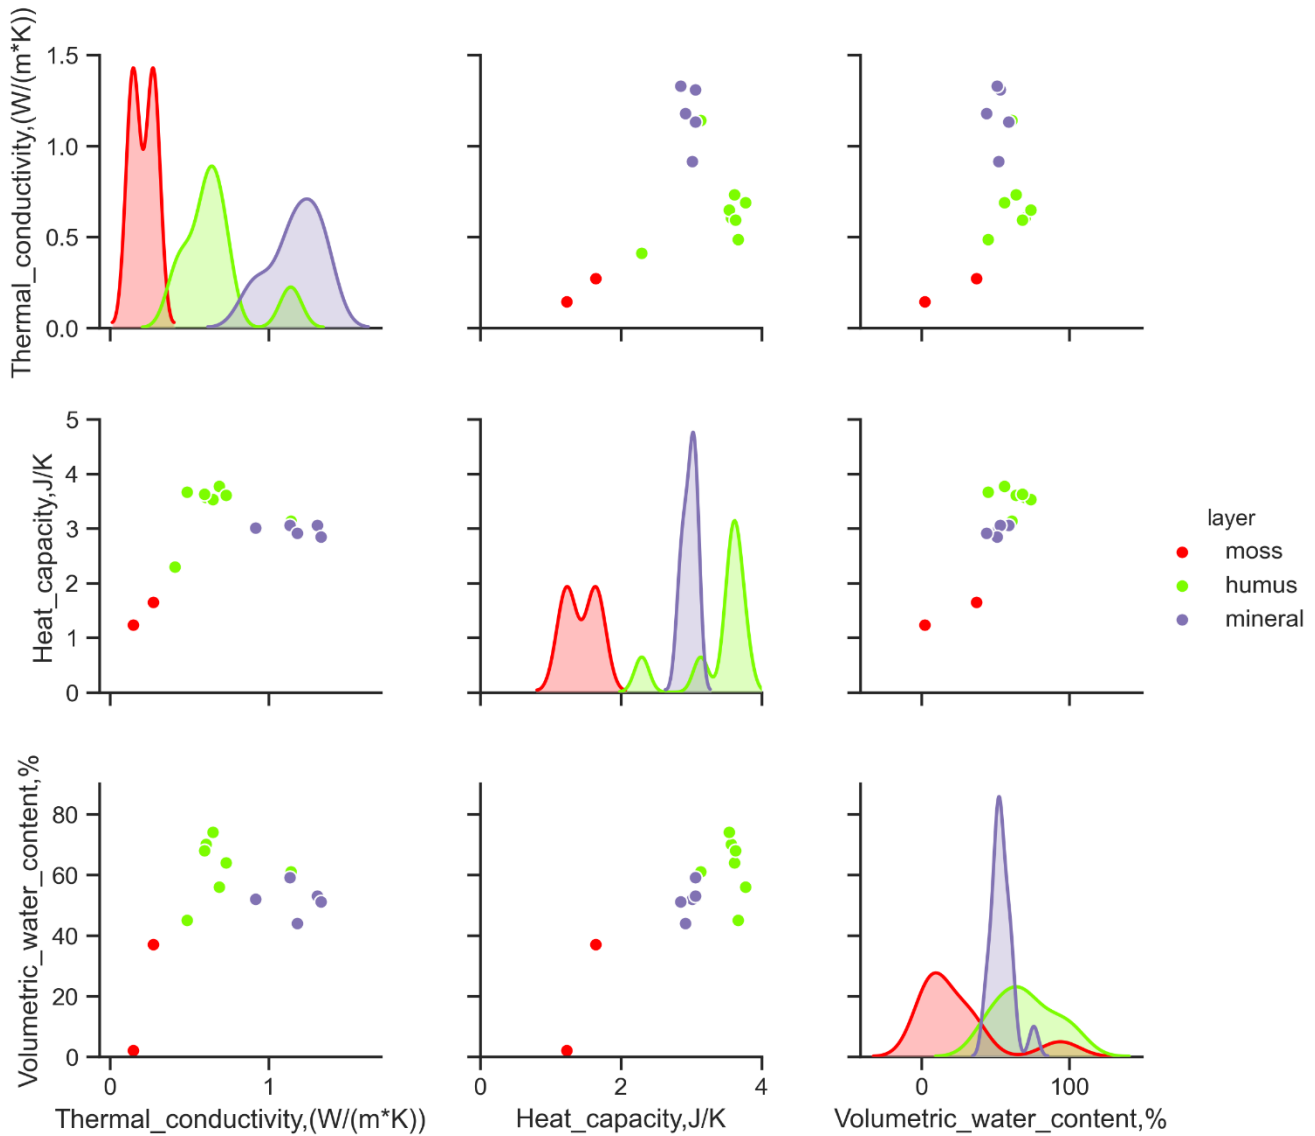 Thermal_conductivity,(W/(m*K))
1.5
1.0
0.5
0.0
Heat_capacity,J/K
5
4
3
2
1
0
layer
moss
humus
mineral
Volumetric_water_content,%
80
60
40
20
0
0 1
0 2 4
0 100
Thermal_conductivity,(W/(m*K))
Heat_capacity,J/K
Volumetric_water_content,%